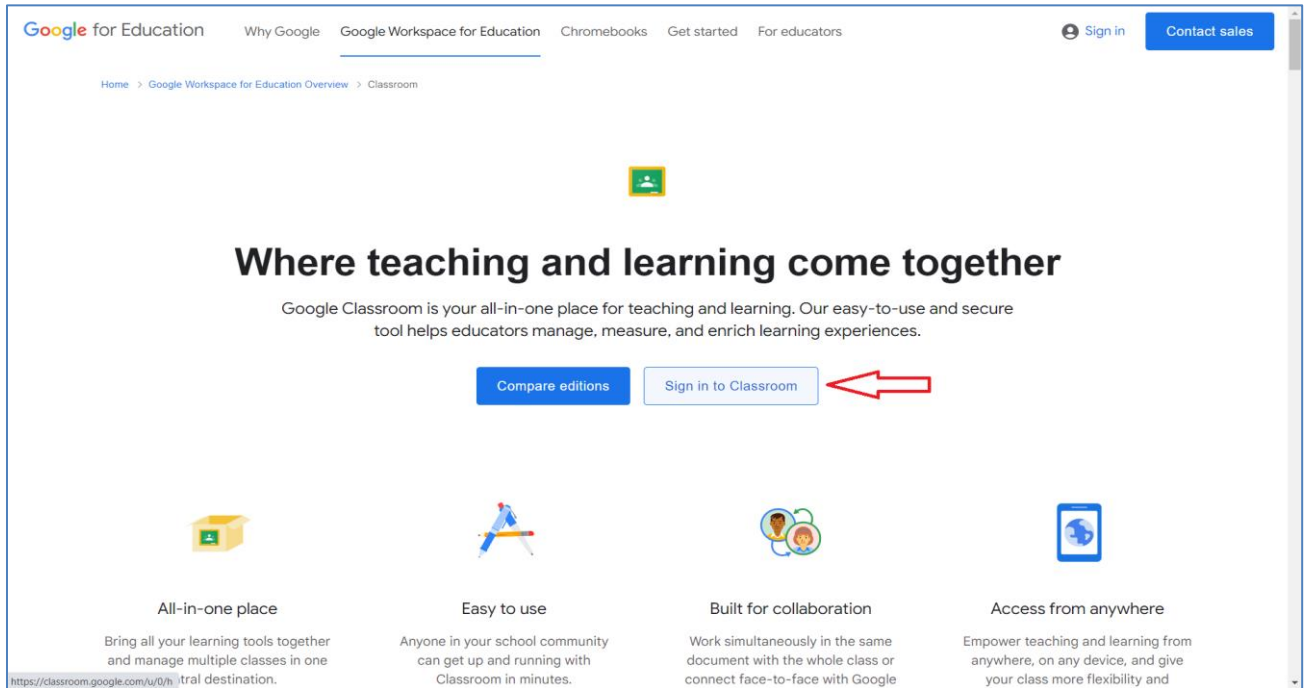 Google for Education
Why Google
Google Workspace for Education
Chromebooks
Get started
For educators
Sign in
Contact sales
Home > Google Workspace for Education Overview > Classroom
Where teaching and learning come together
Google Classroom is your all-in-one place for teaching and learning. Our easy-to-use and secure
tool helps educators manage, measure, and enrich learning experiences.
Compare editions
Sign in to Classroom
All-in-one place
Bring all your learning tools together
and manage multiple classes in one
tral destination.
Easy to use
Anyone in your school community
can get up and running with
Classroom in minutes.
Built for collaboration
Work simultaneously in the same
document with the whole class or
connect face-to-face with Google
Access from anywhere
Empower teaching and learning from
anywhere, on any device, and give
your class more flexibility and
https://classroom.google.com/u/0/h